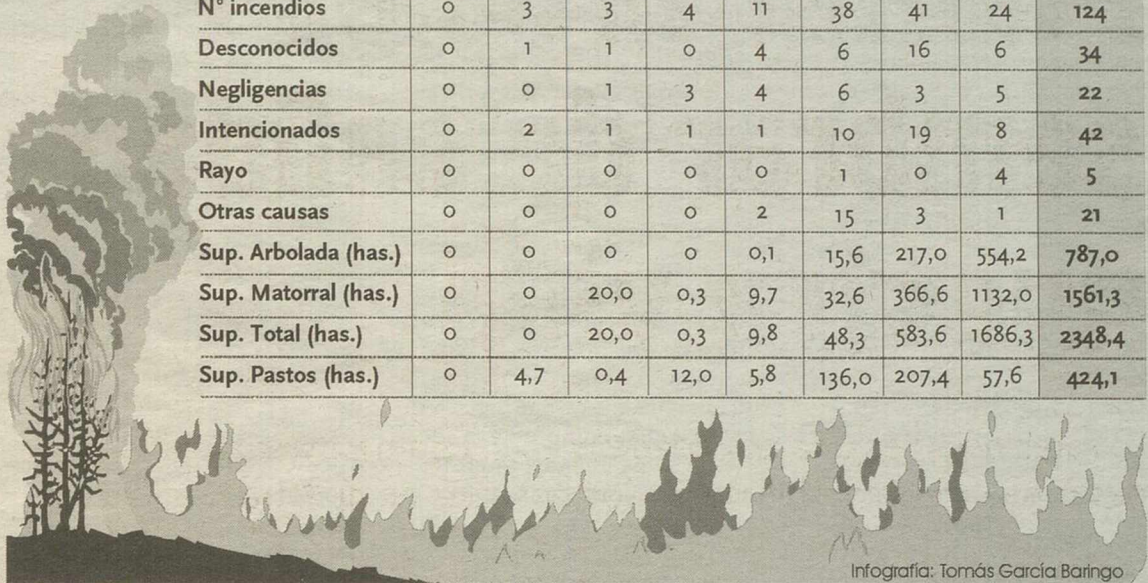 N° incendios 0 3 3 4 11 38 41 24 124
Desconocidos 0 1 1 0 4 6 16 6 34
Negligencias 0 0 1 3 4 6 3 5 22
Intencionados 0 2 1 1 1 10 19 8 42
Rayo 0 0 0 0 0 1 0 4 5
Otras causas 0 0 0 0 2 15 3 1 21
Sup. Arbolada (has.) 0 0 0 0 0,1 15,6 217,0 554,2 787,0
Sup. Matorral (has.) 0 0 20,0 0,3 9,7 32,6 366,6 1132,0 1561,3
Sup. Total (has.) 0 0 20,0 0,3 9,8 48,3 583,6 1686,3 2348,4
Sup. Pastos (has.) 0 4,7 0,4 12,0 5,8 136,0 207,4 57,6 424,1
Infografía: Tomás García Baringo